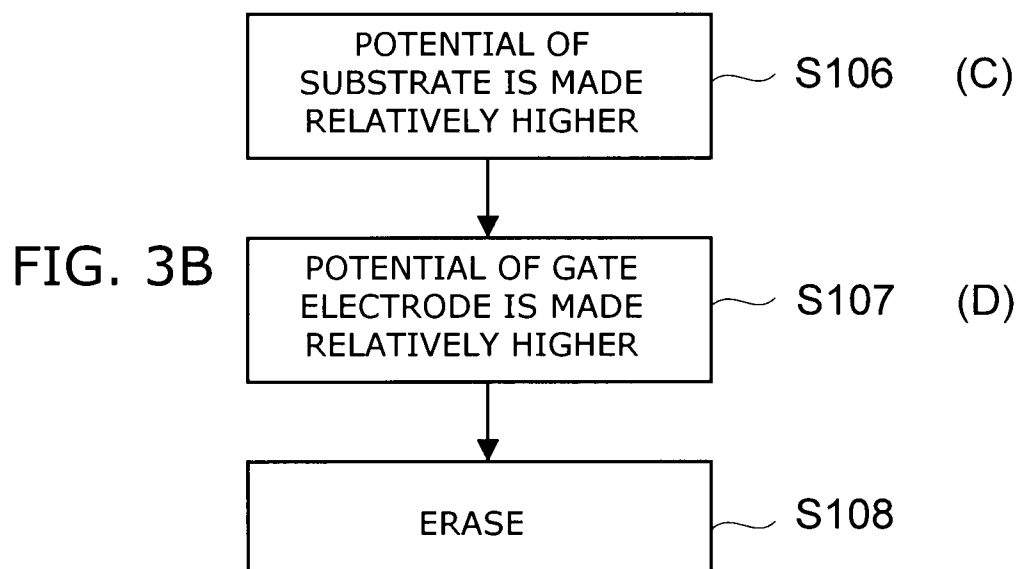 POTENTIAL OF
SUBSTRATE IS MADE
RELATIVELY HIGHER
S106 (C)
FIG. 3B
POTENTIAL OF GATE
ELECTRODE IS MADE
RELATIVELY HIGHER
S107 (D)
ERASE
S108